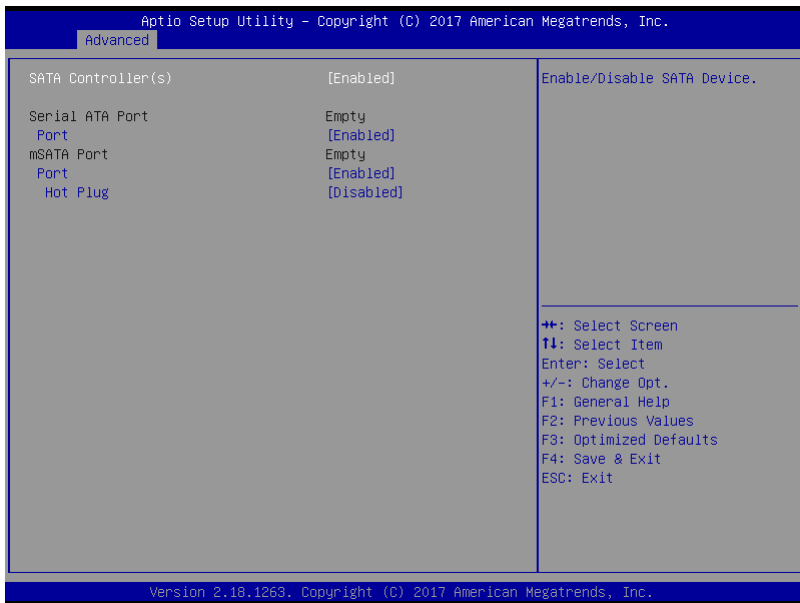 Aptio Setup Utility – Copyright (C) 2017 American Megatrends, Inc.
Advanced
SATA Controller(s) [Enabled]
Serial ATA Port Empty
Port [Enabled]
mSATA Port Empty
Port [Enabled]
Hot Plug [Disabled]
Enable/Disable SATA Device.
→←: Select Screen
↑↓: Select Item
Enter: Select
+/-: Change Opt.
F1: General Help
F2: Previous Values
F3: Optimized Defaults
F4: Save & Exit
ESC: Exit
Version 2.18.1263. Copyright (C) 2017 American Megatrends, Inc.